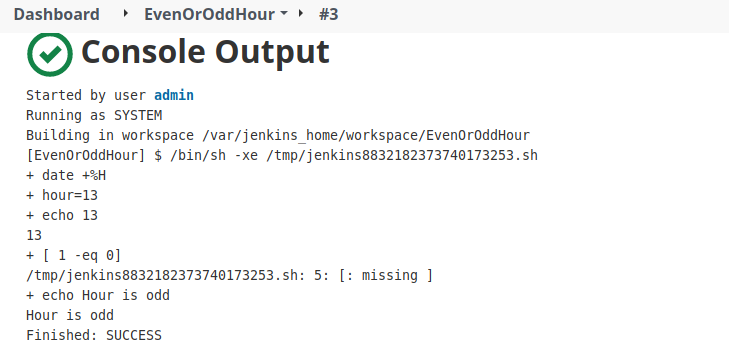 Dashboard EvenOrOddHour #3
Console Output
Started by user admin
Running as SYSTEM
Building in workspace /var/jenkins_home/workspace/EvenOrOddHour
[EvenOrOddHour] $ /bin/sh -xe /tmp/jenkins8832182373740173253.sh
+ date +%H
+ hour=13
+ echo 13
13
+ [ 1 -eq 0]
/tmp/jenkins8832182373740173253.sh: 5: [: missing ]
+ echo Hour is odd
Hour is odd
Finished: SUCCESS